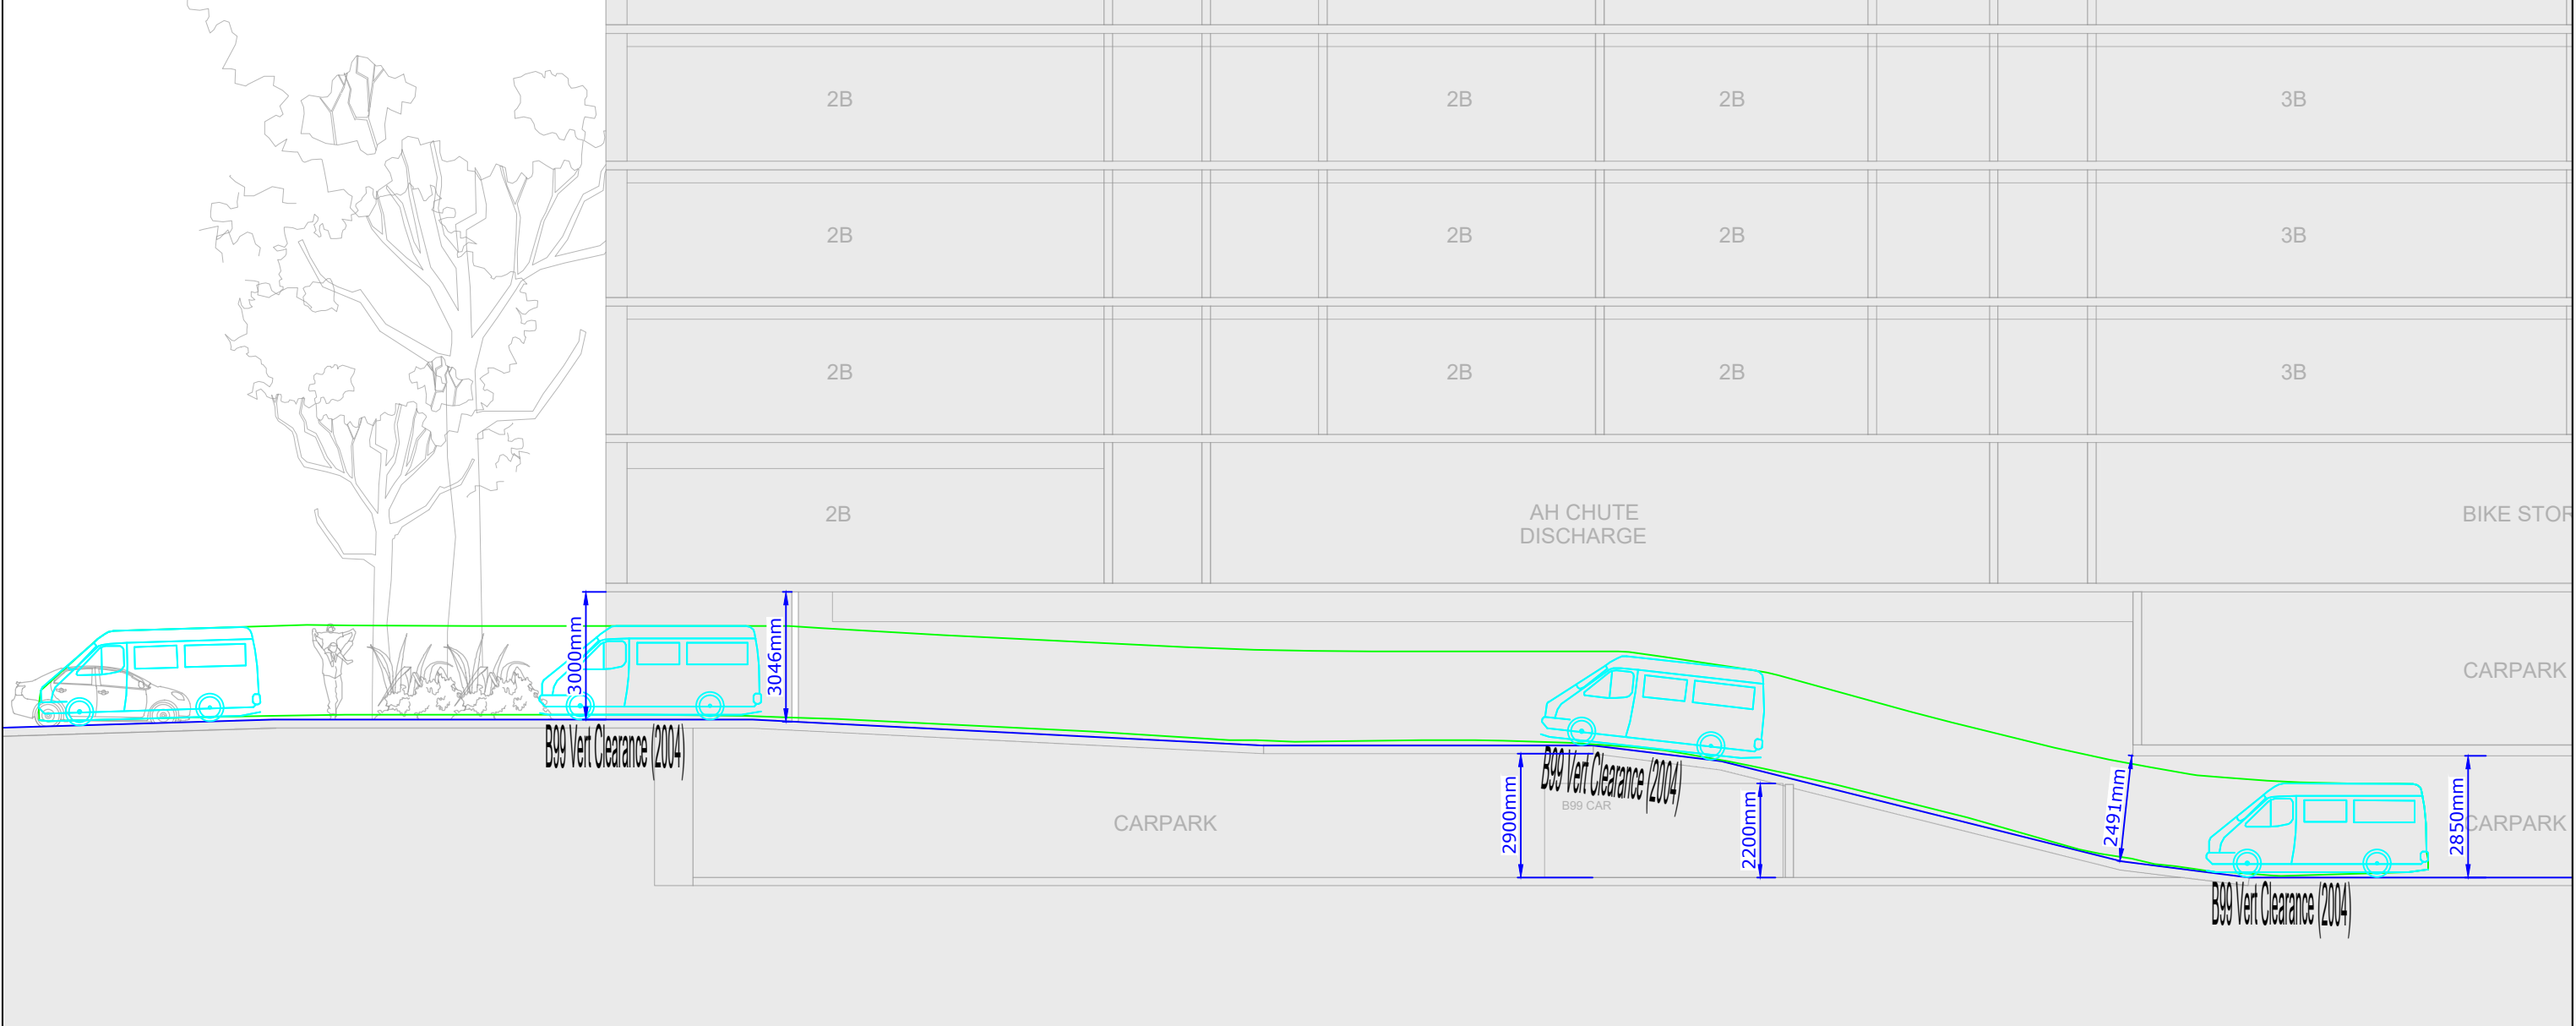 2B 2B 2B 3B
2B 2B 2B 3B
2B 2B 2B 3B
2B AH CHUTE BIKE STOR
DISCHARGE
3000mm 3046mm CARPARK
B99 Vert Clearance (2004) B99 Vert Clearance (2004)
2900mm B99 CAR 2200mm 2491mm 2850mm
CARPARK CARPARK
B99 Vert Clearance (2004)